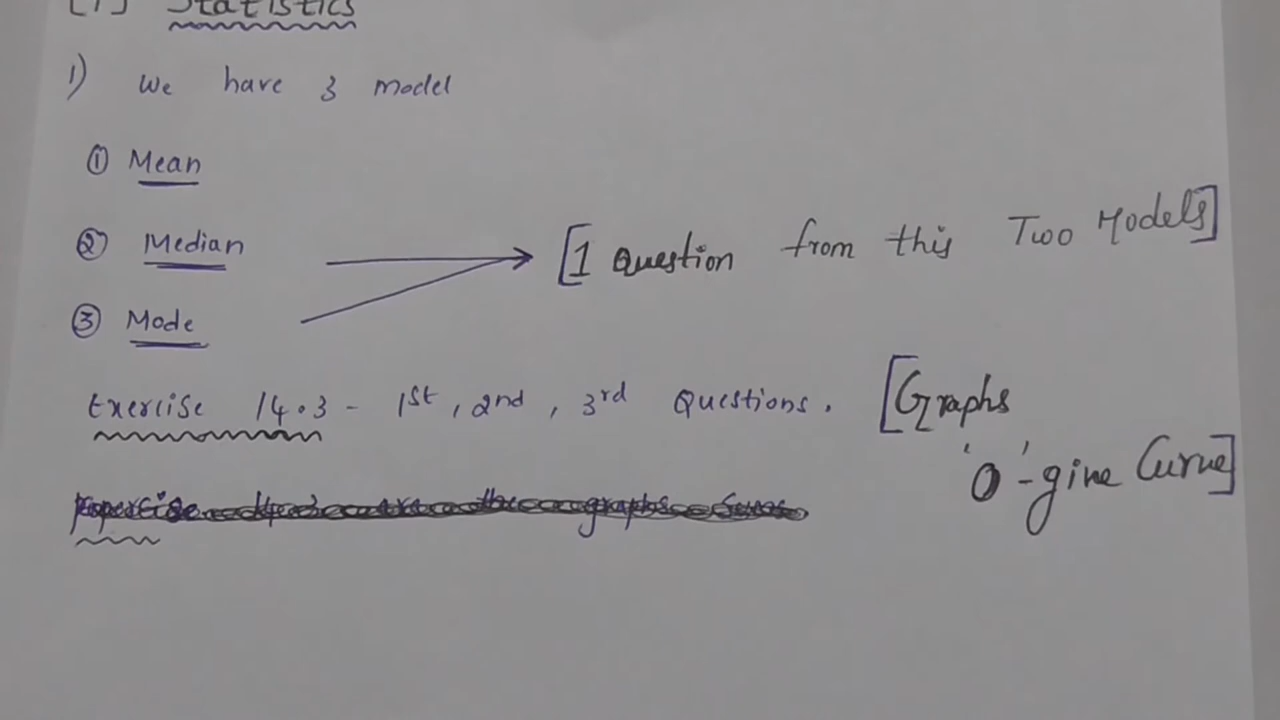 [1] Statistics
1) We have 3 model
① Mean
② Median
[1 Question from this Two Models]
③ Mode
Exercise 14.3 - 1st, 2nd, 3rd Questions. [Graphs
'O'-give Curve]